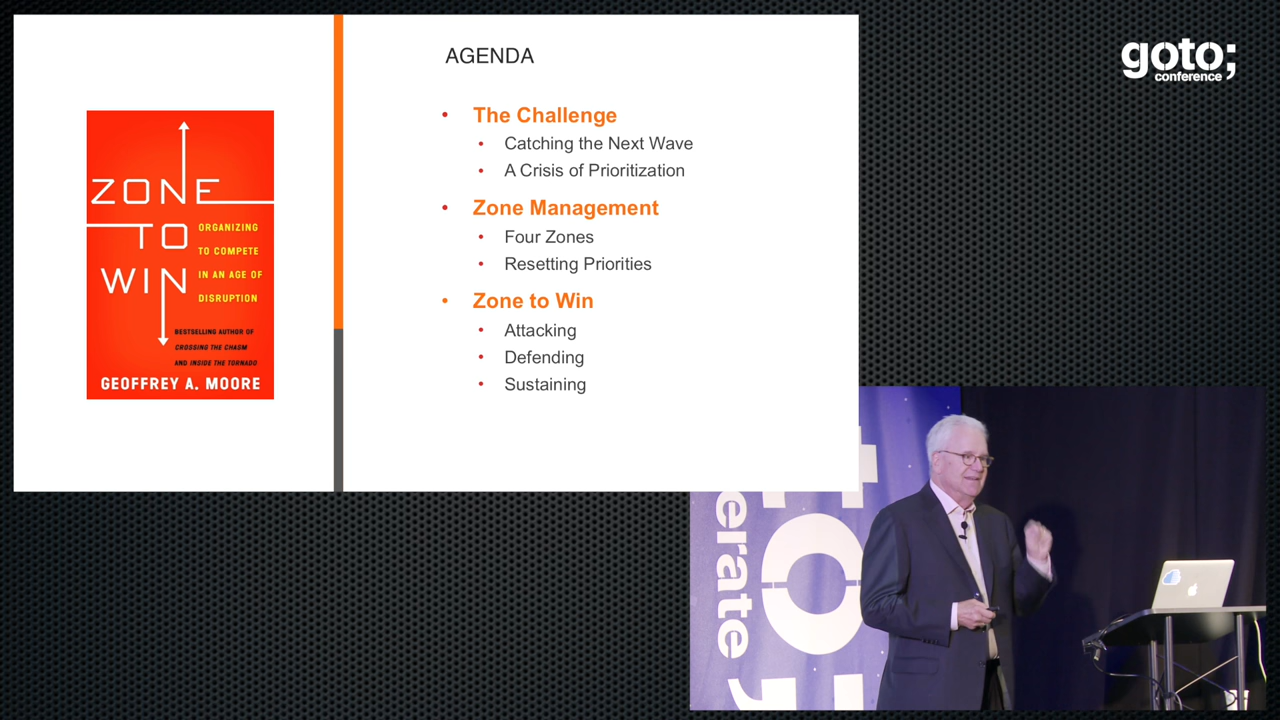 AGENDA
• The Challenge
• Catching the Next Wave
• A Crisis of Prioritization
• Zone Management
• Four Zones
• Resetting Priorities
• Zone to Win
• Attacking
• Defending
• Sustaining
ZONE
TO
WIN
ORGANIZING
TO COMPETE
IN AN AGE OF
DISRUPTION
BESTSELLING AUTHOR OF
CROSSING THE CHASM
AND INSIDE THE TORNADO
GEOFFREY A. MOORE
goto;
conference
erate